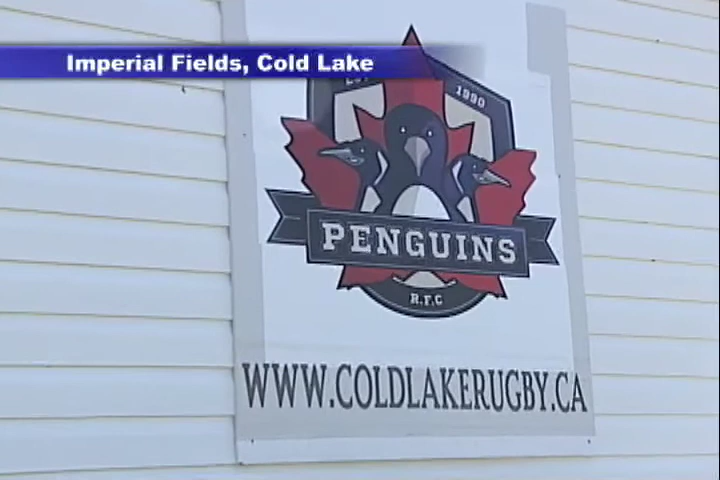 Imperial Fields, Cold Lake
1990
PENGUINS
R.F.C
WWW.COLDLAKERUGBY.CA